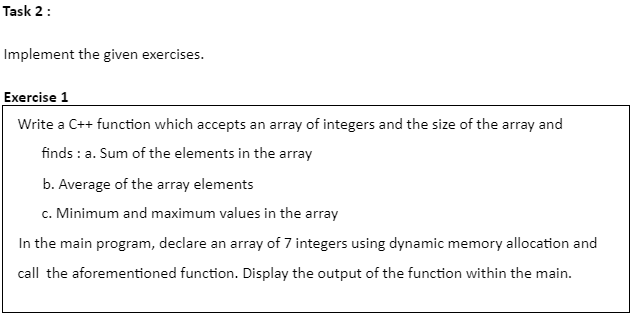 Task 2 :
Implement the given exercises.
Exercise 1
Write a C++ function which accepts an array of integers and the size of the array and
finds : a. Sum of the elements in the array
b. Average of the array elements
c. Minimum and maximum values in the array
In the main program, declare an array of 7 integers using dynamic memory allocation and
call the aforementioned function. Display the output of the function within the main.